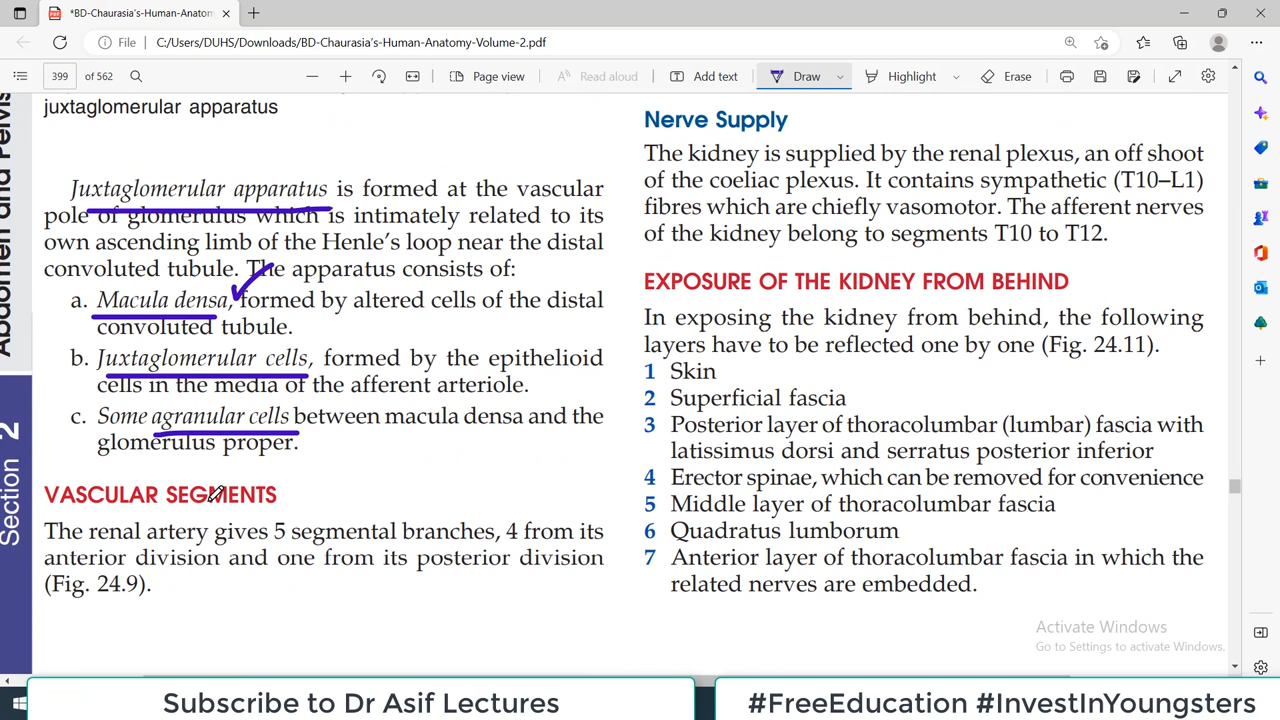 *BD-Chaurasia's-Human-Anatom
File
C:/Users/DUHS/Downloads/BD-Chaurasia's-Human-Anatomy-Volume-2.pdf
399 of 562
Page view
Read aloud
Add text
Draw
Highlight
Erase
Abdomen and Pelvis
Section 2
juxtaglomerular apparatus
Juxtaglomerular apparatus is formed at the vascular
pole of glomerulus which is intimately related to its
own ascending limb of the Henle's loop near the distal
convoluted tubule. The apparatus consists of:
a. Macula densa, formed by altered cells of the distal
convoluted tubule.
b. Juxtaglomerular cells, formed by the epithelioid
cells in the media of the afferent arteriole.
c. Some agranular cells between macula densa and the
glomerulus proper.
VASCULAR SEGMENTS
The renal artery gives 5 segmental branches, 4 from its
anterior division and one from its posterior division
(Fig. 24.9).
Nerve Supply
The kidney is supplied by the renal plexus, an off shoot
of the coeliac plexus. It contains sympathetic (T10–L1)
fibres which are chiefly vasomotor. The afferent nerves
of the kidney belong to segments T10 to T12.
EXPOSURE OF THE KIDNEY FROM BEHIND
In exposing the kidney from behind, the following
layers have to be reflected one by one (Fig. 24.11).
1 Skin
2 Superficial fascia
3 Posterior layer of thoracolumbar (lumbar) fascia with
latissimus dorsi and serratus posterior inferior
4 Erector spinae, which can be removed for convenience
5 Middle layer of thoracolumbar fascia
6 Quadratus lumborum
7 Anterior layer of thoracolumbar fascia in which the
related nerves are embedded.
Activate Windows
Go to Settings to activate Windows.
Subscribe to Dr Asif Lectures
#FreeEducation #InvestInYoungsters